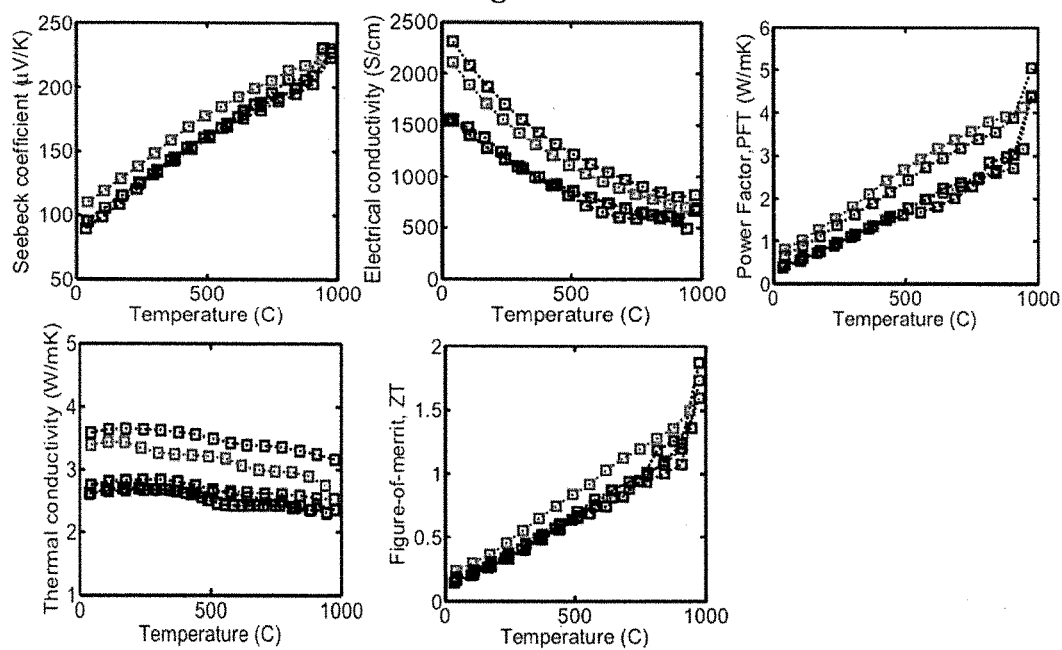 g
Seebeck coefficient (μV/K)
250
200
150
100
50
0 500 1000
Temperature (C)
Electrical conductivity (S/cm)
2500
2000
1500
1000
500
0
0 500 1000
Temperature (C)
Power Factor,PFT (W/mK)
6
5
4
3
2
1
0
0 500 1000
Temperature (C)
Thermal conductivity (W/mK)
5
4
3
2
1
0 500 1000
Temperature (C)
Figure-of-merrit, ZT
2
1.5
1
0.5
0
0 500 1000
Temperature (C)